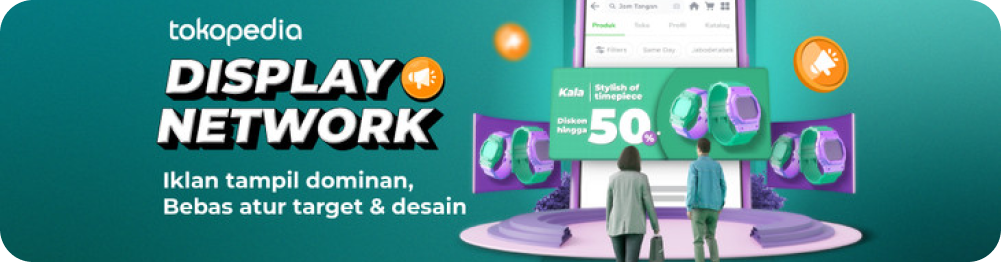 tokopedia
DISPLAY
NETWORK
Iklan tampil dominan,
Bebas atur target & desain
Jam Tangan
Produk Toko Profil Katalog
Filters Same Day Jabodetabek
Kala Stylish of
timepiece
Diskon
hingga
50%*